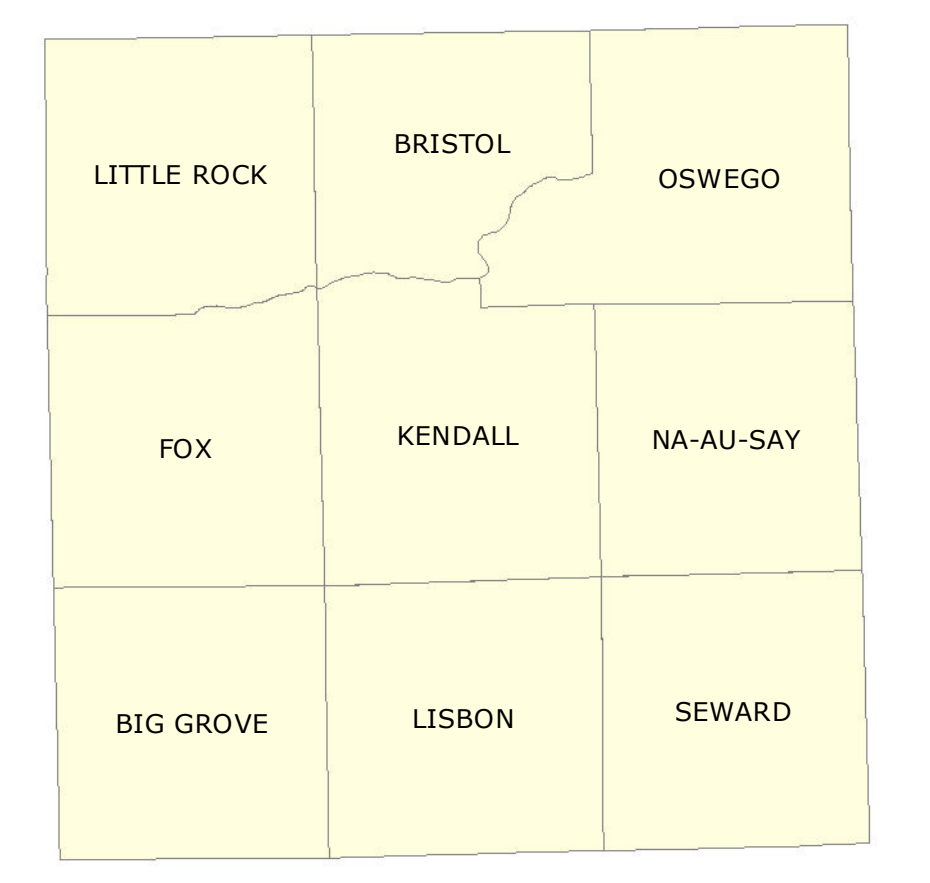 LITTLE ROCK
BRISTOL
OSWEGO
FOX
KENDALL
NA-AU-SAY
BIG GROVE
LISBON
SEWARD